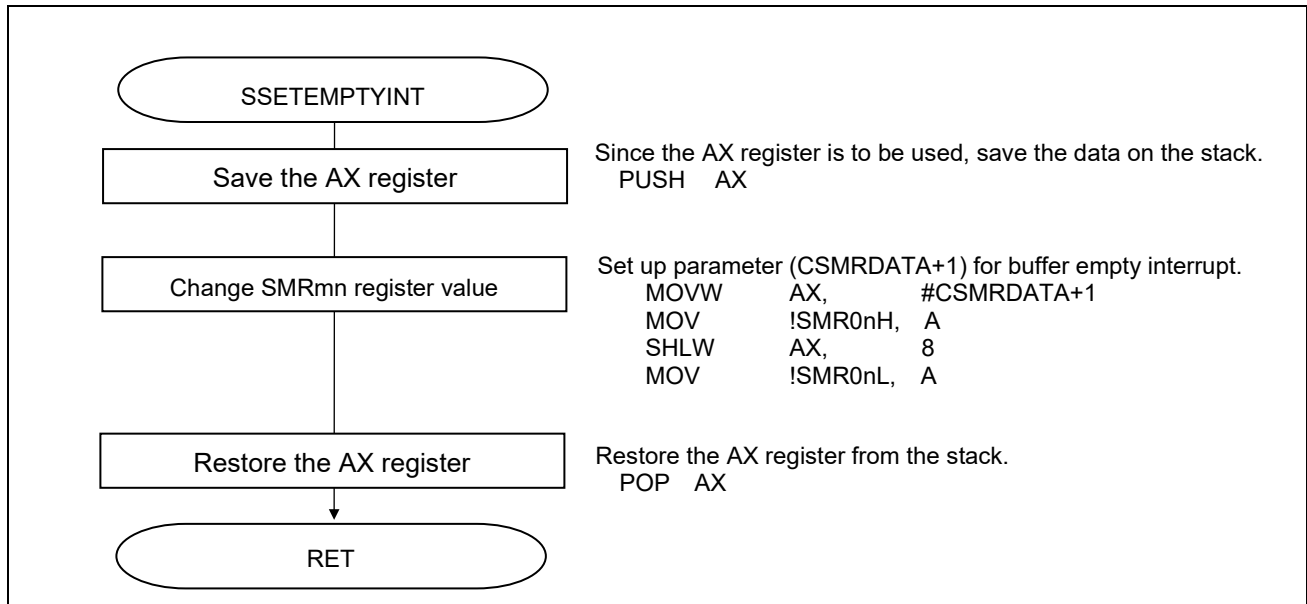 SSETEMPTYINT
Save the AX register
Since the AX register is to be used, save the data on the stack.
PUSH AX
Change SMRmn register value
Set up parameter (CSMRDATA+1) for buffer empty interrupt.
MOVW AX, #CSMRDATA+1
MOV !SMR0nH, A
SHLW AX, 8
MOV !SMR0nL, A
Restore the AX register
Restore the AX register from the stack.
POP AX
RET